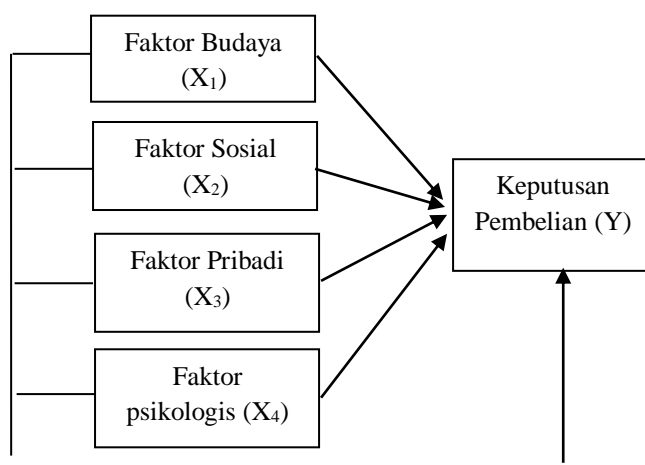 Faktor Budaya
(X₁)
Faktor Sosial
(X₂)
Faktor Pribadi
(X₃)
Faktor
psikologis (X₄)
Keputusan
Pembelian (Y)